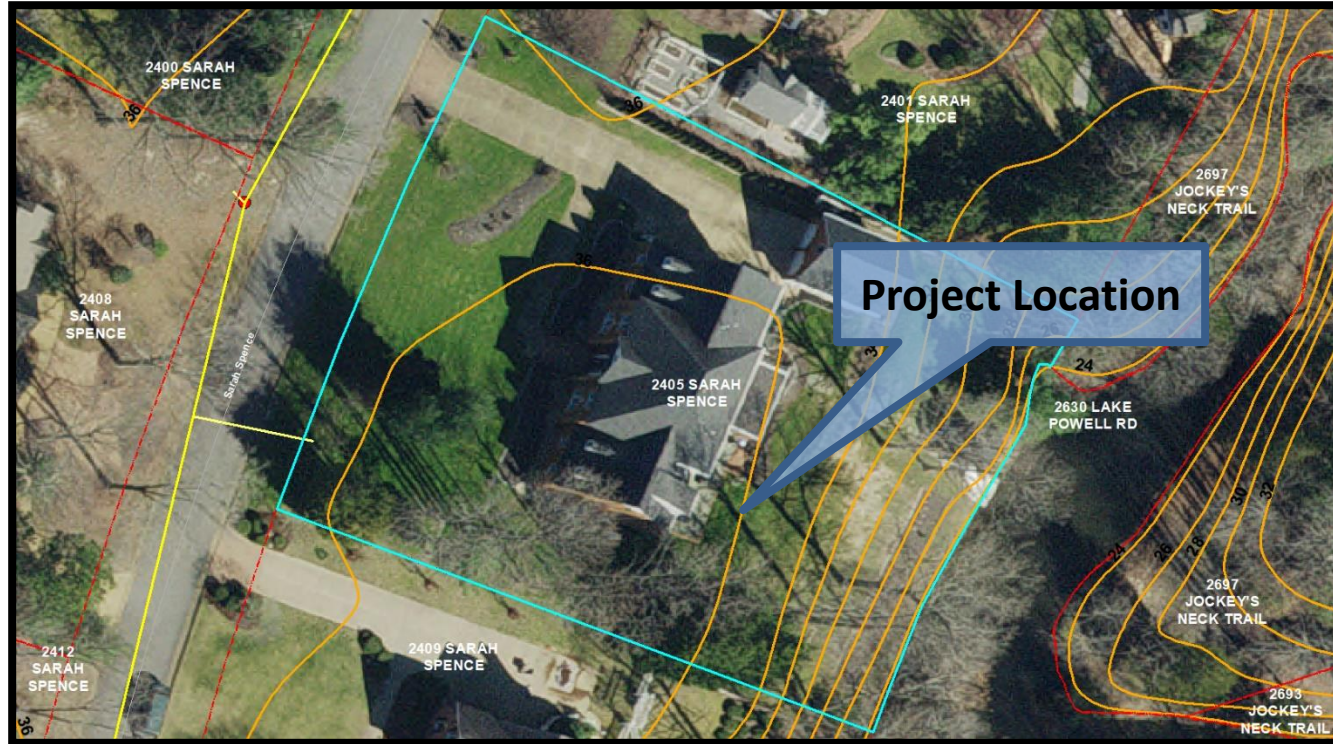 2400 SARAH
SPENCE
36
36
2401 SARAH
SPENCE
2697
JOCKEY'S
NECK TRAIL
36
Project Location
2408
SARAH
SPENCE
Sarah Spence
24
2405 SARAH
SPENCE
2630 LAKE
POWELL RD
30
32
24
26
28
2697
JOCKEY'S
NECK TRAIL
2412
SARAH
SPENCE
2409 SARAH
SPENCE
2693
JOCKEY'S
NECK TRAIL
36